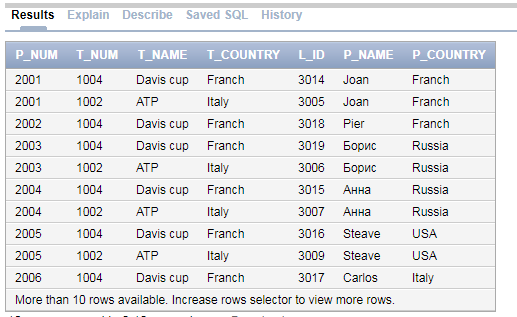 Results Explain Describe Saved SQL History
P_NUM T_NUM T_NAME T_COUNTRY L_ID P_NAME P_COUNTRY
2001 1004 Davis cup Franch 3014 Joan Franch
2001 1002 ATP Italy 3005 Joan Franch
2002 1004 Davis cup Franch 3018 Pier Franch
2003 1004 Davis cup Franch 3019 Борис Russia
2003 1002 ATP Italy 3006 Борис Russia
2004 1004 Davis cup Franch 3015 Анна Russia
2004 1002 ATP Italy 3007 Анна Russia
2005 1004 Davis cup Franch 3016 Steave USA
2005 1002 ATP Italy 3009 Steave USA
2006 1004 Davis cup Franch 3017 Carlos Italy
More than 10 rows available. Increase rows selector to view more rows.